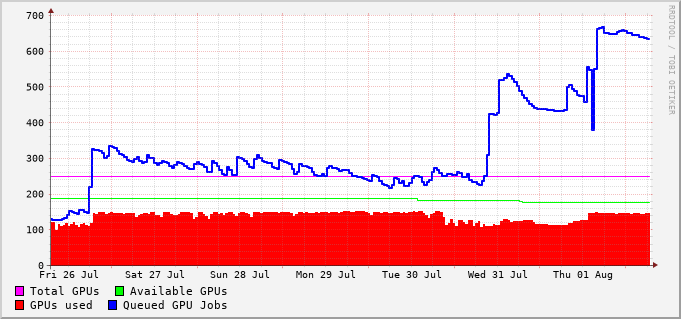 700
600
500
400
300
200
100
0
Fri 26 Jul Sat 27 Jul Sun 28 Jul Mon 29 Jul Tue 30 Jul Wed 31 Jul Thu 01 Aug
Total GPUs Available GPUs
GPUs used Queued GPU Jobs
RRDTOOL / TOBI OETIKER